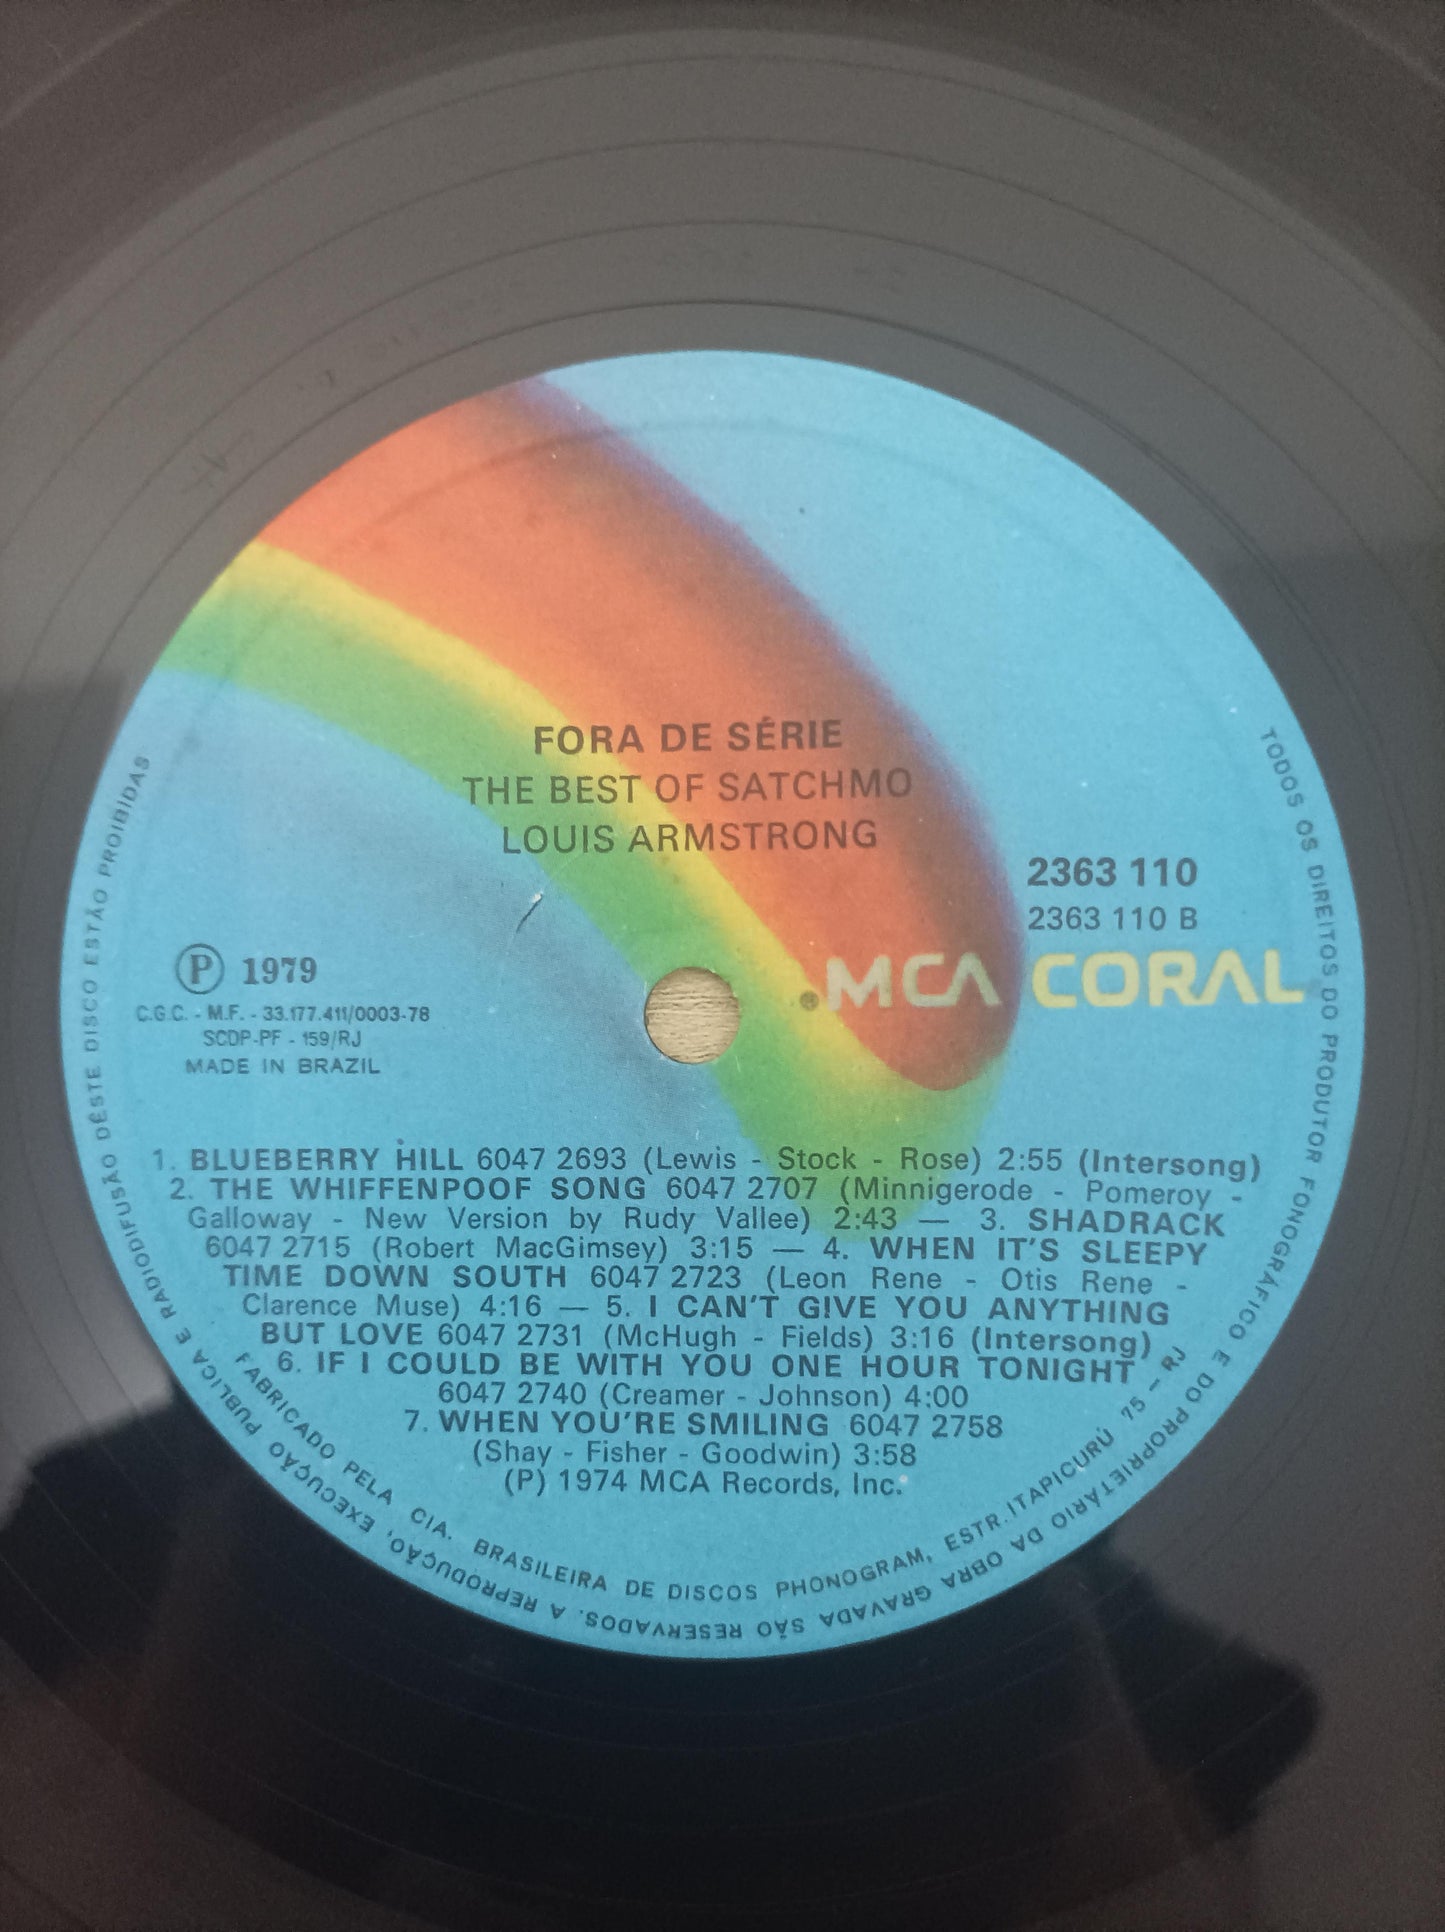 FORA DE SÉRIE
THE BEST OF SATCHMO
LOUIS ARMSTRONG
2363 110
2363 110 B
MCA CORAL
Ⓟ 1979
C.G.C. - M.F. - 33.177.411/0003-78
SCDP-PF - 159/RJ
MADE IN BRAZIL
1. BLUEBERRY HILL 6047 2693 (Lewis - Stock - Rose) 2:55 (Intersong)
2. THE WHIFFENPOOF SONG 6047 2707 (Minnigerode - Pomeroy -
Galloway - New Version by Rudy Vallee) 2:43 — 3. SHADRACK
6047 2715 (Robert MacGimsey) 3:15 — 4. WHEN IT'S SLEEPY
TIME DOWN SOUTH 6047 2723 (Leon Rene - Otis Rene -
Clarence Muse) 4:16 — 5. I CAN'T GIVE YOU ANYTHING
BUT LOVE 6047 2731 (McHugh - Fields) 3:16 (Intersong)
6. IF I COULD BE WITH YOU ONE HOUR TONIGHT
6047 2740 (Creamer - Johnson) 4:00
7. WHEN YOU'RE SMILING 6047 2758
(Shay - Fisher - Goodwin) 3:58
(P) 1974 MCA Records, Inc.
FABRICADO PELA CIA. BRASILEIRA DE DISCOS PHONOGRAM, ESTR. ITAPICURÚ 75 - RJ
TODOS OS DIREITOS DO PRODUTOR FONOGRÁFICO E DO PROPRIETÁRIO DA OBRA GRAVADA SÃO RESERVADOS. A REPRODUÇÃO, EXECUÇÃO PUBLICA E RADIODIFUSÃO DÊSTE DISCO ESTÃO PROIBIDAS